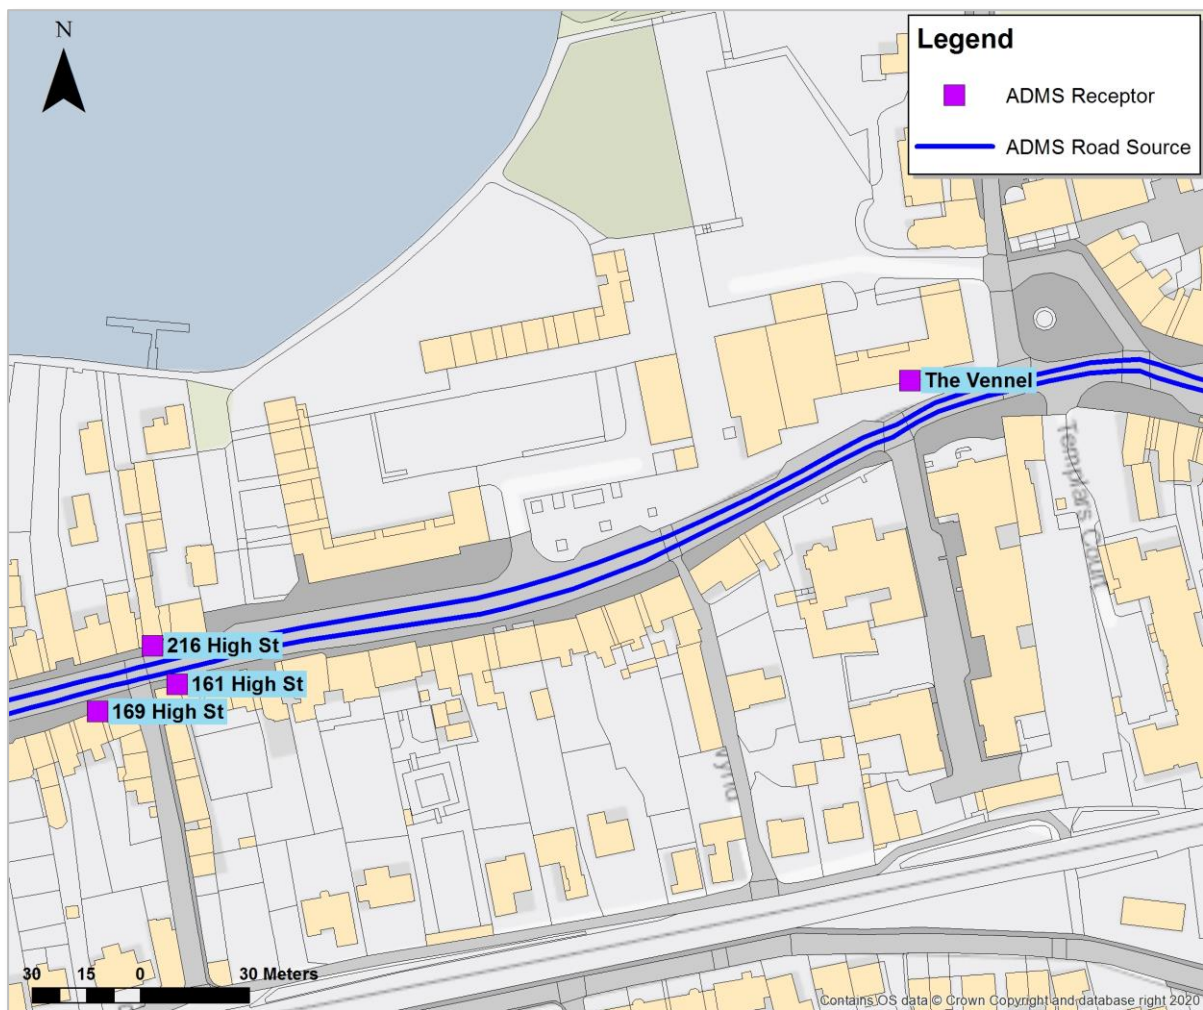 N
Legend
ADMS Receptor
ADMS Road Source
The Vennel
Templars Court
216 High St
161 High St
169 High St
30 15 0 30 Meters
Contains OS data © Crown Copyright and database right 2020